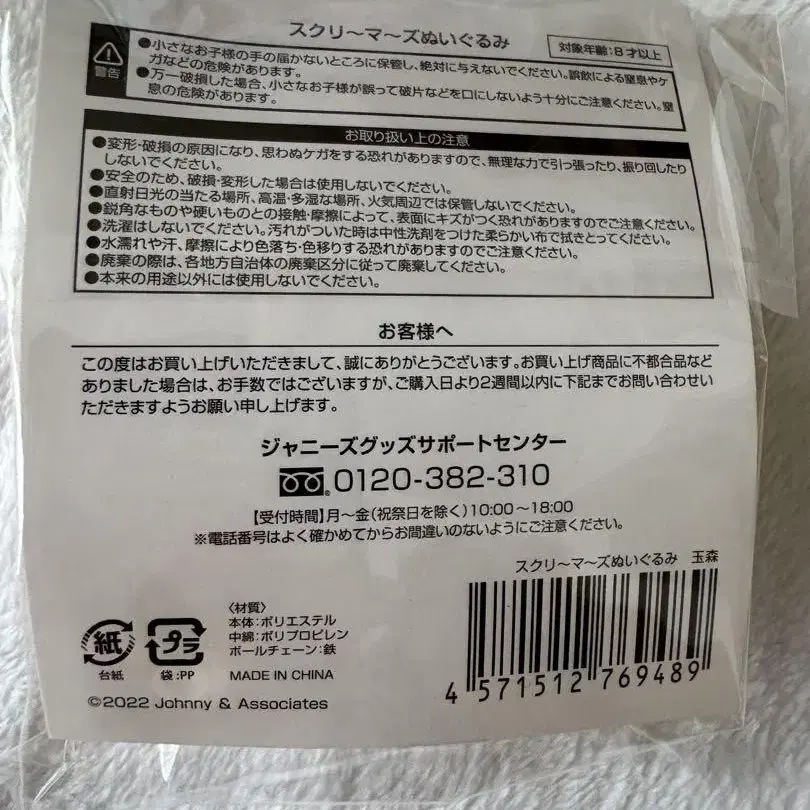 スクリ～マ～ズぬいぐるみ
対象年齢:8才以上
警告
●小さなお子様の手の届かないところに保管し、絶対に与えないでください。誤飲による窒息やケ
ガなどの危険があります。
●万一破損した場合、小さなお子様が誤って破片などを口にしないよう十分にご注意ください。窒
息の危険があります。
お取り扱い上の注意
●変形・破損の原因になり、思わぬケガをする恐れがありますので、無理な力で引っ張ったり、振り回したり
しないでください。
●安全のため、破損・変形した場合は使用しないでください。
●直射日光の当たる場所、高温・多湿な場所、火気周辺では保管しないでください。
●鋭角なものや硬いものとの接触・摩擦によって、表面にキズがつく恐れがありますのでご注意ください。
●洗濯はしないでください。汚れがついた時は中性洗剤をつけた柔らかい布で拭きとってください。
●水濡れや汗、摩擦により色落ち・色移りする恐れがありますのでご注意ください。
●廃棄の際は、各地方自治体の廃棄区分に従って廃棄してください。
●本来の用途以外には使用しないでください。
お客様へ
この度はお買い上げいただきまして、誠にありがとうございます。お買い上げ商品に不都合品など
ありました場合は、お手数ではございますが、ご購入日より2週間以内に下記までお問い合わせい
ただきますようお願い申し上げます。
ジャニーズグッズサポートセンター
0120-382-310
【受付時間】月～金(祝祭日を除く)10:00～18:00
※電話番号はよく確かめてからお間違いのないようにご注意ください。
スクリ～マ～ズぬいぐるみ 玉森
紙
台紙
プラ
袋:PP
〈材質〉
本体:ポリエステル
中綿:ポリプロピレン
ボールチェーン:鉄
MADE IN CHINA
©2022 Johnny & Associates
4 571512 769489